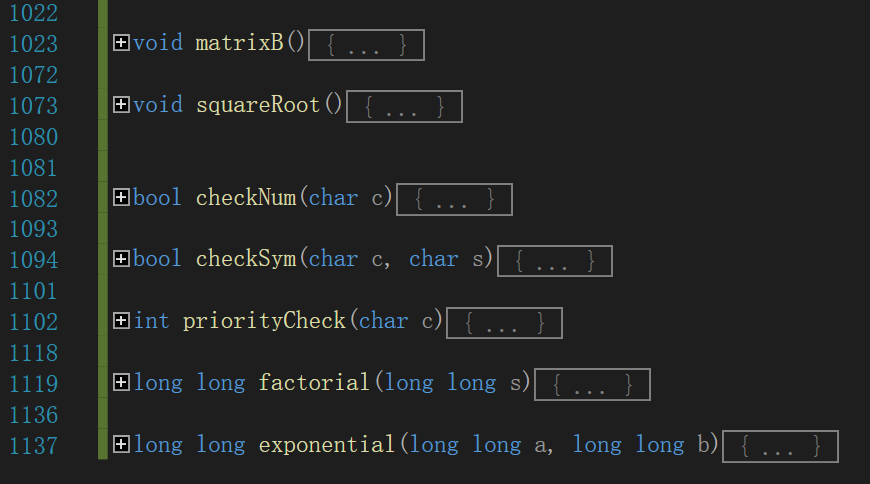 1022
1023 void matrixB() { ... }
1072
1073 void squareRoot() { ... }
1080
1081
1082 bool checkNum(char c) { ... }
1093
1094 bool checkSym(char c, char s) { ... }
1101
1102 int priorityCheck(char c) { ... }
1118
1119 long long factorial(long long s) { ... }
1136
1137 long long exponential(long long a, long long b) { ... }